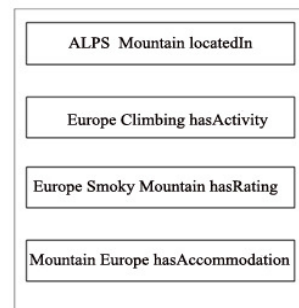 ALPS Mountain locatedIn
Europe Climbing hasActivity
Europe Smoky Mountain hasRating
Mountain Europe hasAccommodation